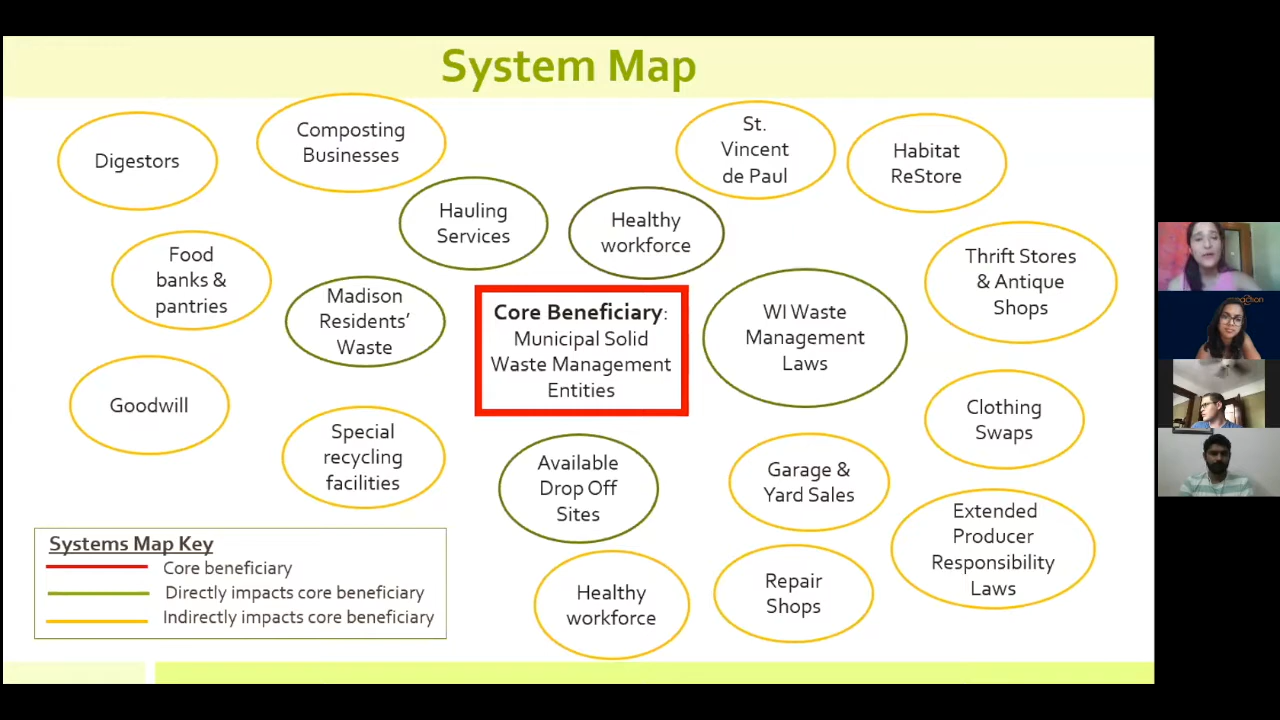 System Map
Digestors
Composting
Businesses
St.
Vincent
de Paul
Habitat
ReStore
Hauling
Services
Healthy
workforce
Food
banks &
pantries
Madison
Residents'
Waste
Core Beneficiary:
Municipal Solid
Waste Management
Entities
WI Waste
Management
Laws
Thrift Stores
& Antique
Shops
Goodwill
Special
recycling
facilities
Available
Drop Off
Sites
Garage &
Yard Sales
Clothing
Swaps
Extended
Producer
Responsibility
Laws
Healthy
workforce
Repair
Shops
Systems Map Key
Core beneficiary
Directly impacts core beneficiary
Indirectly impacts core beneficiary